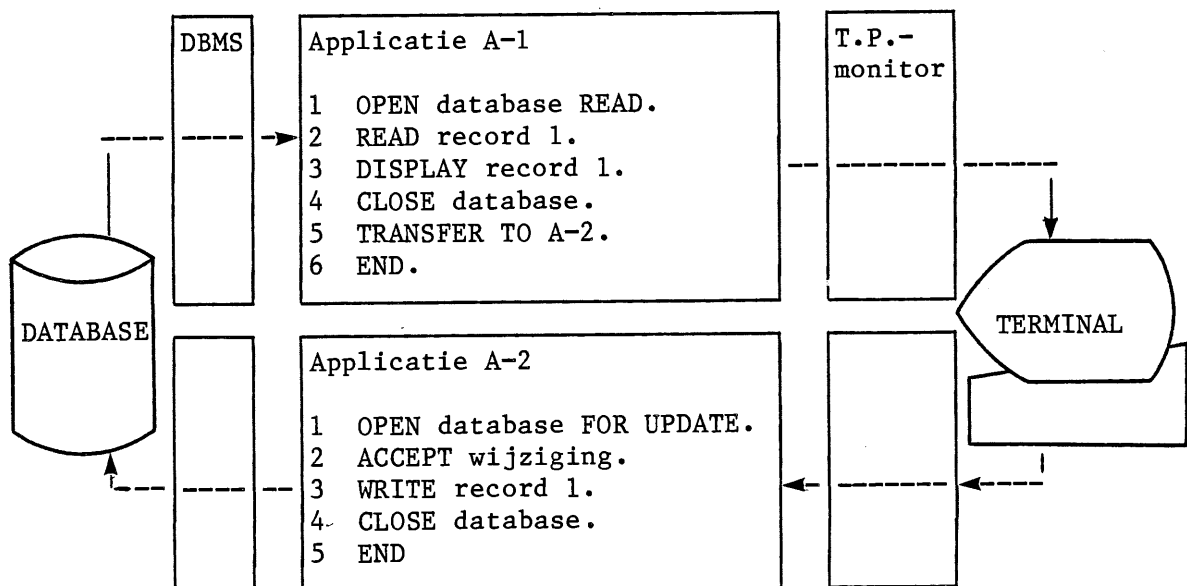 DBMS
Applicatie A-1
1 OPEN database READ.
2 READ record 1.
3 DISPLAY record 1.
4 CLOSE database.
5 TRANSFER TO A-2.
6 END.
T.P.-
monitor
DATABASE
TERMINAL
Applicatie A-2
1 OPEN database FOR UPDATE.
2 ACCEPT wijziging.
3 WRITE record 1.
4 CLOSE database.
5 END